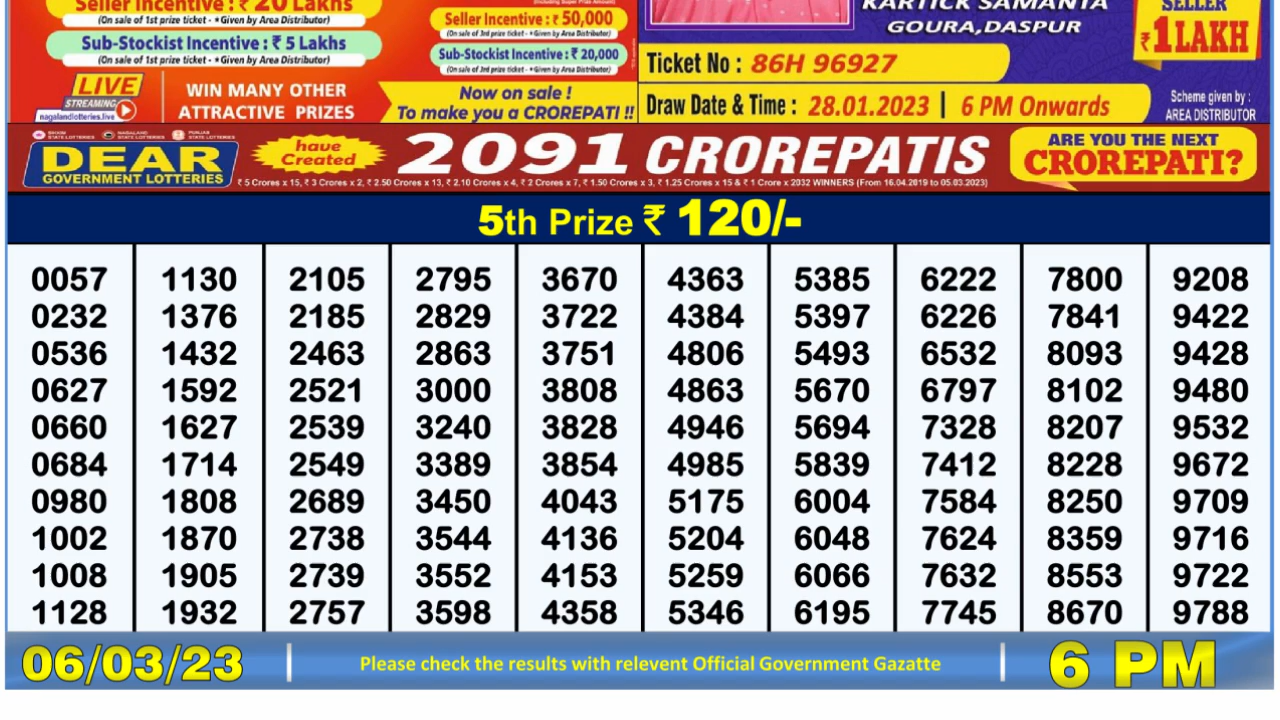 Seller Incentive : ₹ 20 Lakhs
(On sale of 1st prize ticket - *Given by Area Distributor)
Sub-Stockist Incentive : ₹ 5 Lakhs
(On sale of 1st prize ticket - *Given by Area Distributor)
Seller Incentive : ₹ 50,000
(On sale of 3rd prize ticket - *Given by Area Distributor)
Sub-Stockist Incentive : ₹ 20,000
(On sale of 3rd prize ticket - *Given by Area Distributor)
LIVE
STREAMING
nagalandlotteries.live
WIN MANY OTHER
ATTRACTIVE PRIZES
Now on sale !
To make you a CROREPATI !!
KARTICK SAMANTA
GOURA,DASPUR
SELLER
₹1LAKH
Ticket No : 86H 96927
Draw Date & Time : 28.01.2023 | 6 PM Onwards
Scheme given by :
AREA DISTRIBUTOR
DEAR
GOVERNMENT LOTTERIES
have
Created
2091 CROREPATIS
₹ 5 Crores x 15, ₹ 3 Crores x 2, ₹ 2.50 Crores x 13, ₹ 2.10 Crores x 4, ₹ 2 Crores x 7, ₹ 1.50 Crores x 3, ₹ 1.25 Crores x 15 & ₹ 1 Crore x 2032 WINNERS (From 16.04.2019 to 05.03.2023)
ARE YOU THE NEXT
CROREPATI?
5th Prize ₹ 120/-
0057 1130 2105 2795 3670 4363 5385 6222 7800 9208
0232 1376 2185 2829 3722 4384 5397 6226 7841 9422
0536 1432 2463 2863 3751 4806 5493 6532 8093 9428
0627 1592 2521 3000 3808 4863 5670 6797 8102 9480
0660 1627 2539 3240 3828 4946 5694 7328 8207 9532
0684 1714 2549 3389 3854 4985 5839 7412 8228 9672
0980 1808 2689 3450 4043 5175 6004 7584 8250 9709
1002 1870 2738 3544 4136 5204 6048 7624 8359 9716
1008 1905 2739 3552 4153 5259 6066 7632 8553 9722
1128 1932 2757 3598 4358 5346 6195 7745 8670 9788
06/03/23 | Please check the results with relevent Official Government Gazatte | 6 PM